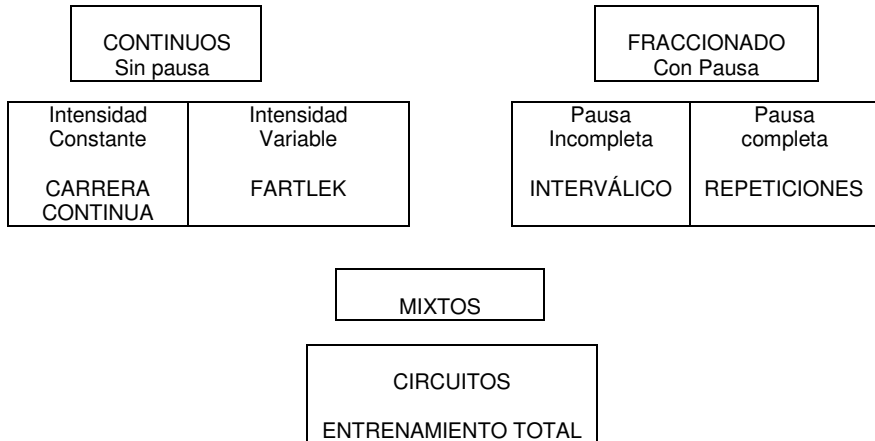 CONTINUOS
Sin pausa
FRACCIONADO
Con Pausa
Intensidad
Constante
CARRERA
CONTINUA
Intensidad
Variable
FARTLEK
Pausa
Incompleta
INTERVÁLICO
Pausa
completa
REPETICIONES
MIXTOS
CIRCUITOS
ENTRENAMIENTO TOTAL